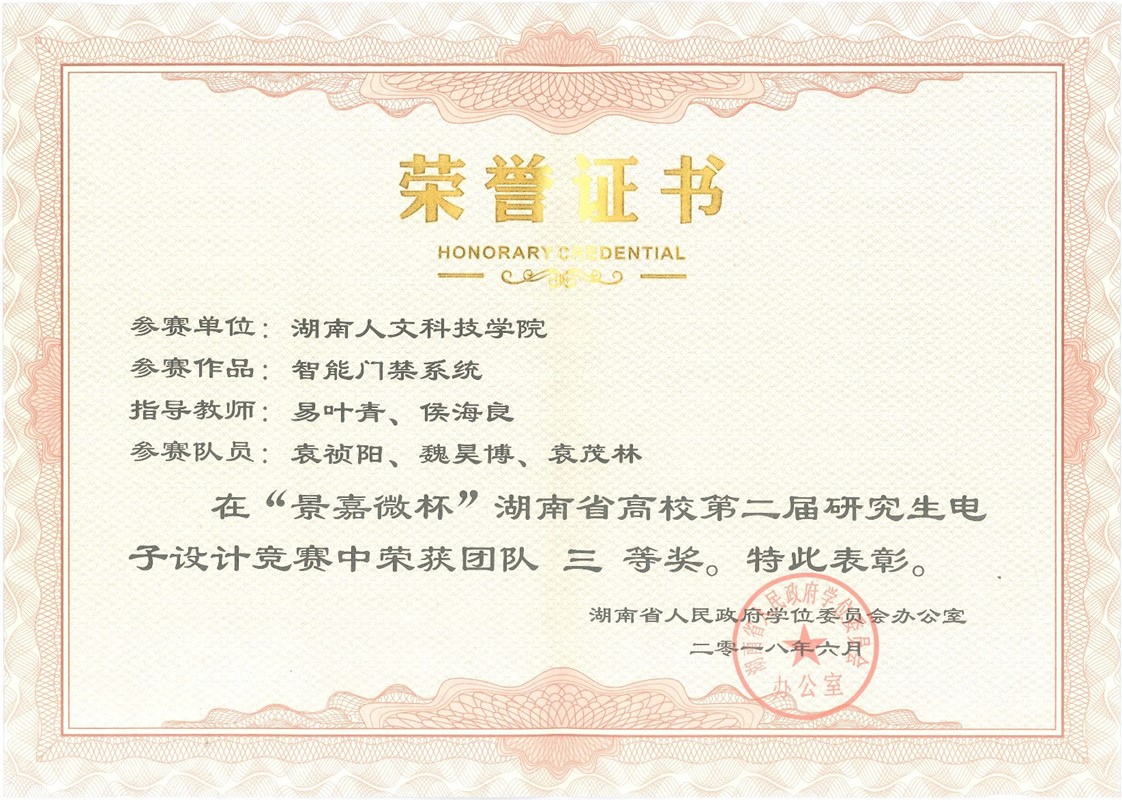 荣誉证书
HONORARY CREDENTIAL
参赛单位：湖南人文科技学院
参赛作品：智能门禁系统
指导教师：易叶青、侯海良
参赛队员：袁祯阳、魏昊博、袁茂林
在“景嘉微杯”湖南省高校第二届研究生电
子设计竞赛中荣获团队 三 等奖。特此表彰。
湖南省人民政府学位委员会办公室
二零一八年六月
湖南省人民政府学位委员会
办公室